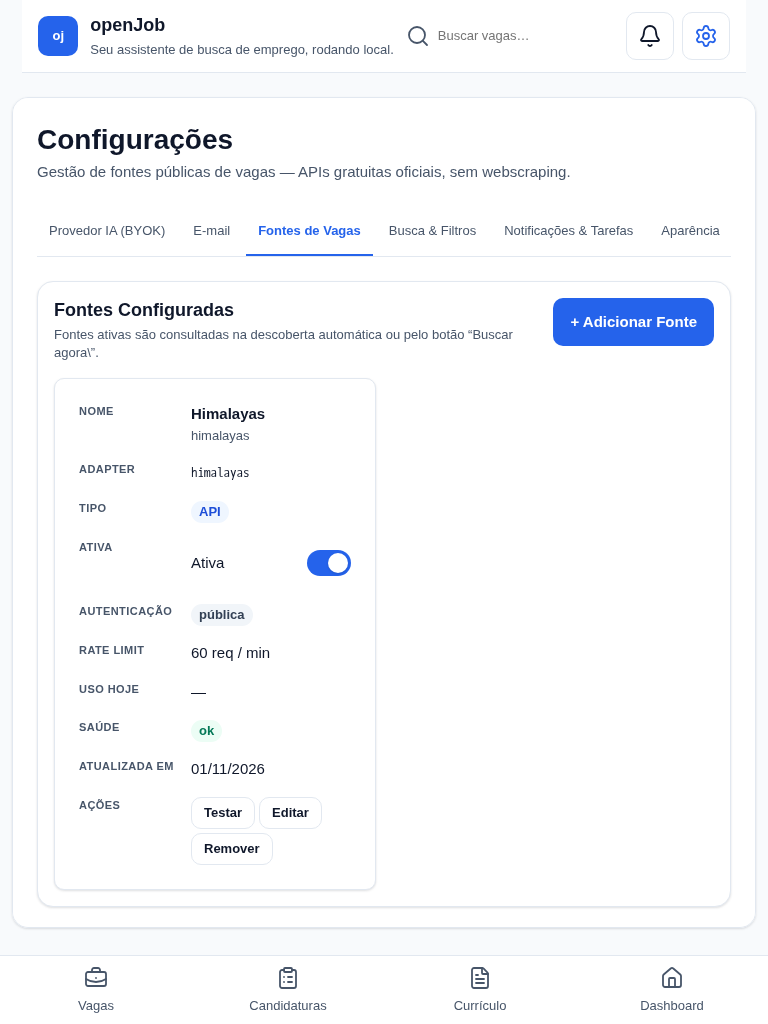 oj
openJob
Seu assistente de busca de emprego, rodando local.
Buscar vagas…
Configurações
Gestão de fontes públicas de vagas — APIs gratuitas oficiais, sem webscraping.
Provedor IA (BYOK)
E-mail
Fontes de Vagas
Busca & Filtros
Notificações & Tarefas
Aparência
Fontes Configuradas
Fontes ativas são consultadas na descoberta automática ou pelo botão “Buscar
agora\”.
+ Adicionar Fonte
NOME
Himalayas
himalayas
ADAPTER
himalayas
TIPO
API
ATIVA
Ativa
AUTENTICAÇÃO
pública
RATE LIMIT
60 req / min
USO HOJE
—
SAÚDE
ok
ATUALIZADA EM
01/11/2026
AÇÕES
Testar
Editar
Remover
Vagas
Candidaturas
Currículo
Dashboard